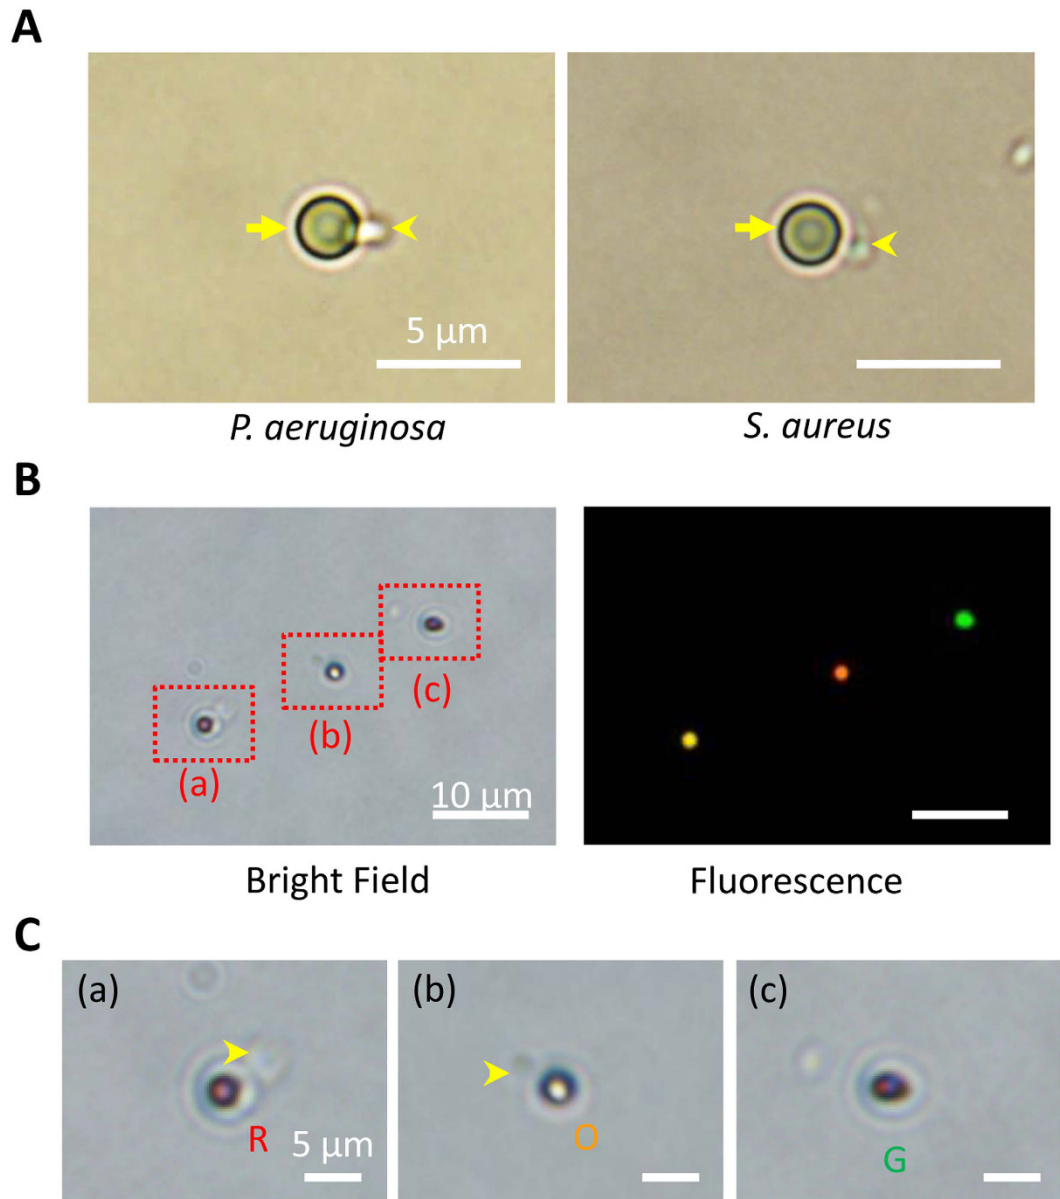 A
5 μm
P. aeruginosa
S. aureus
B
(a)
(b)
(c)
10 μm
Bright Field
Fluorescence
C
(a)
R
5 μm
(b)
O
(c)
G